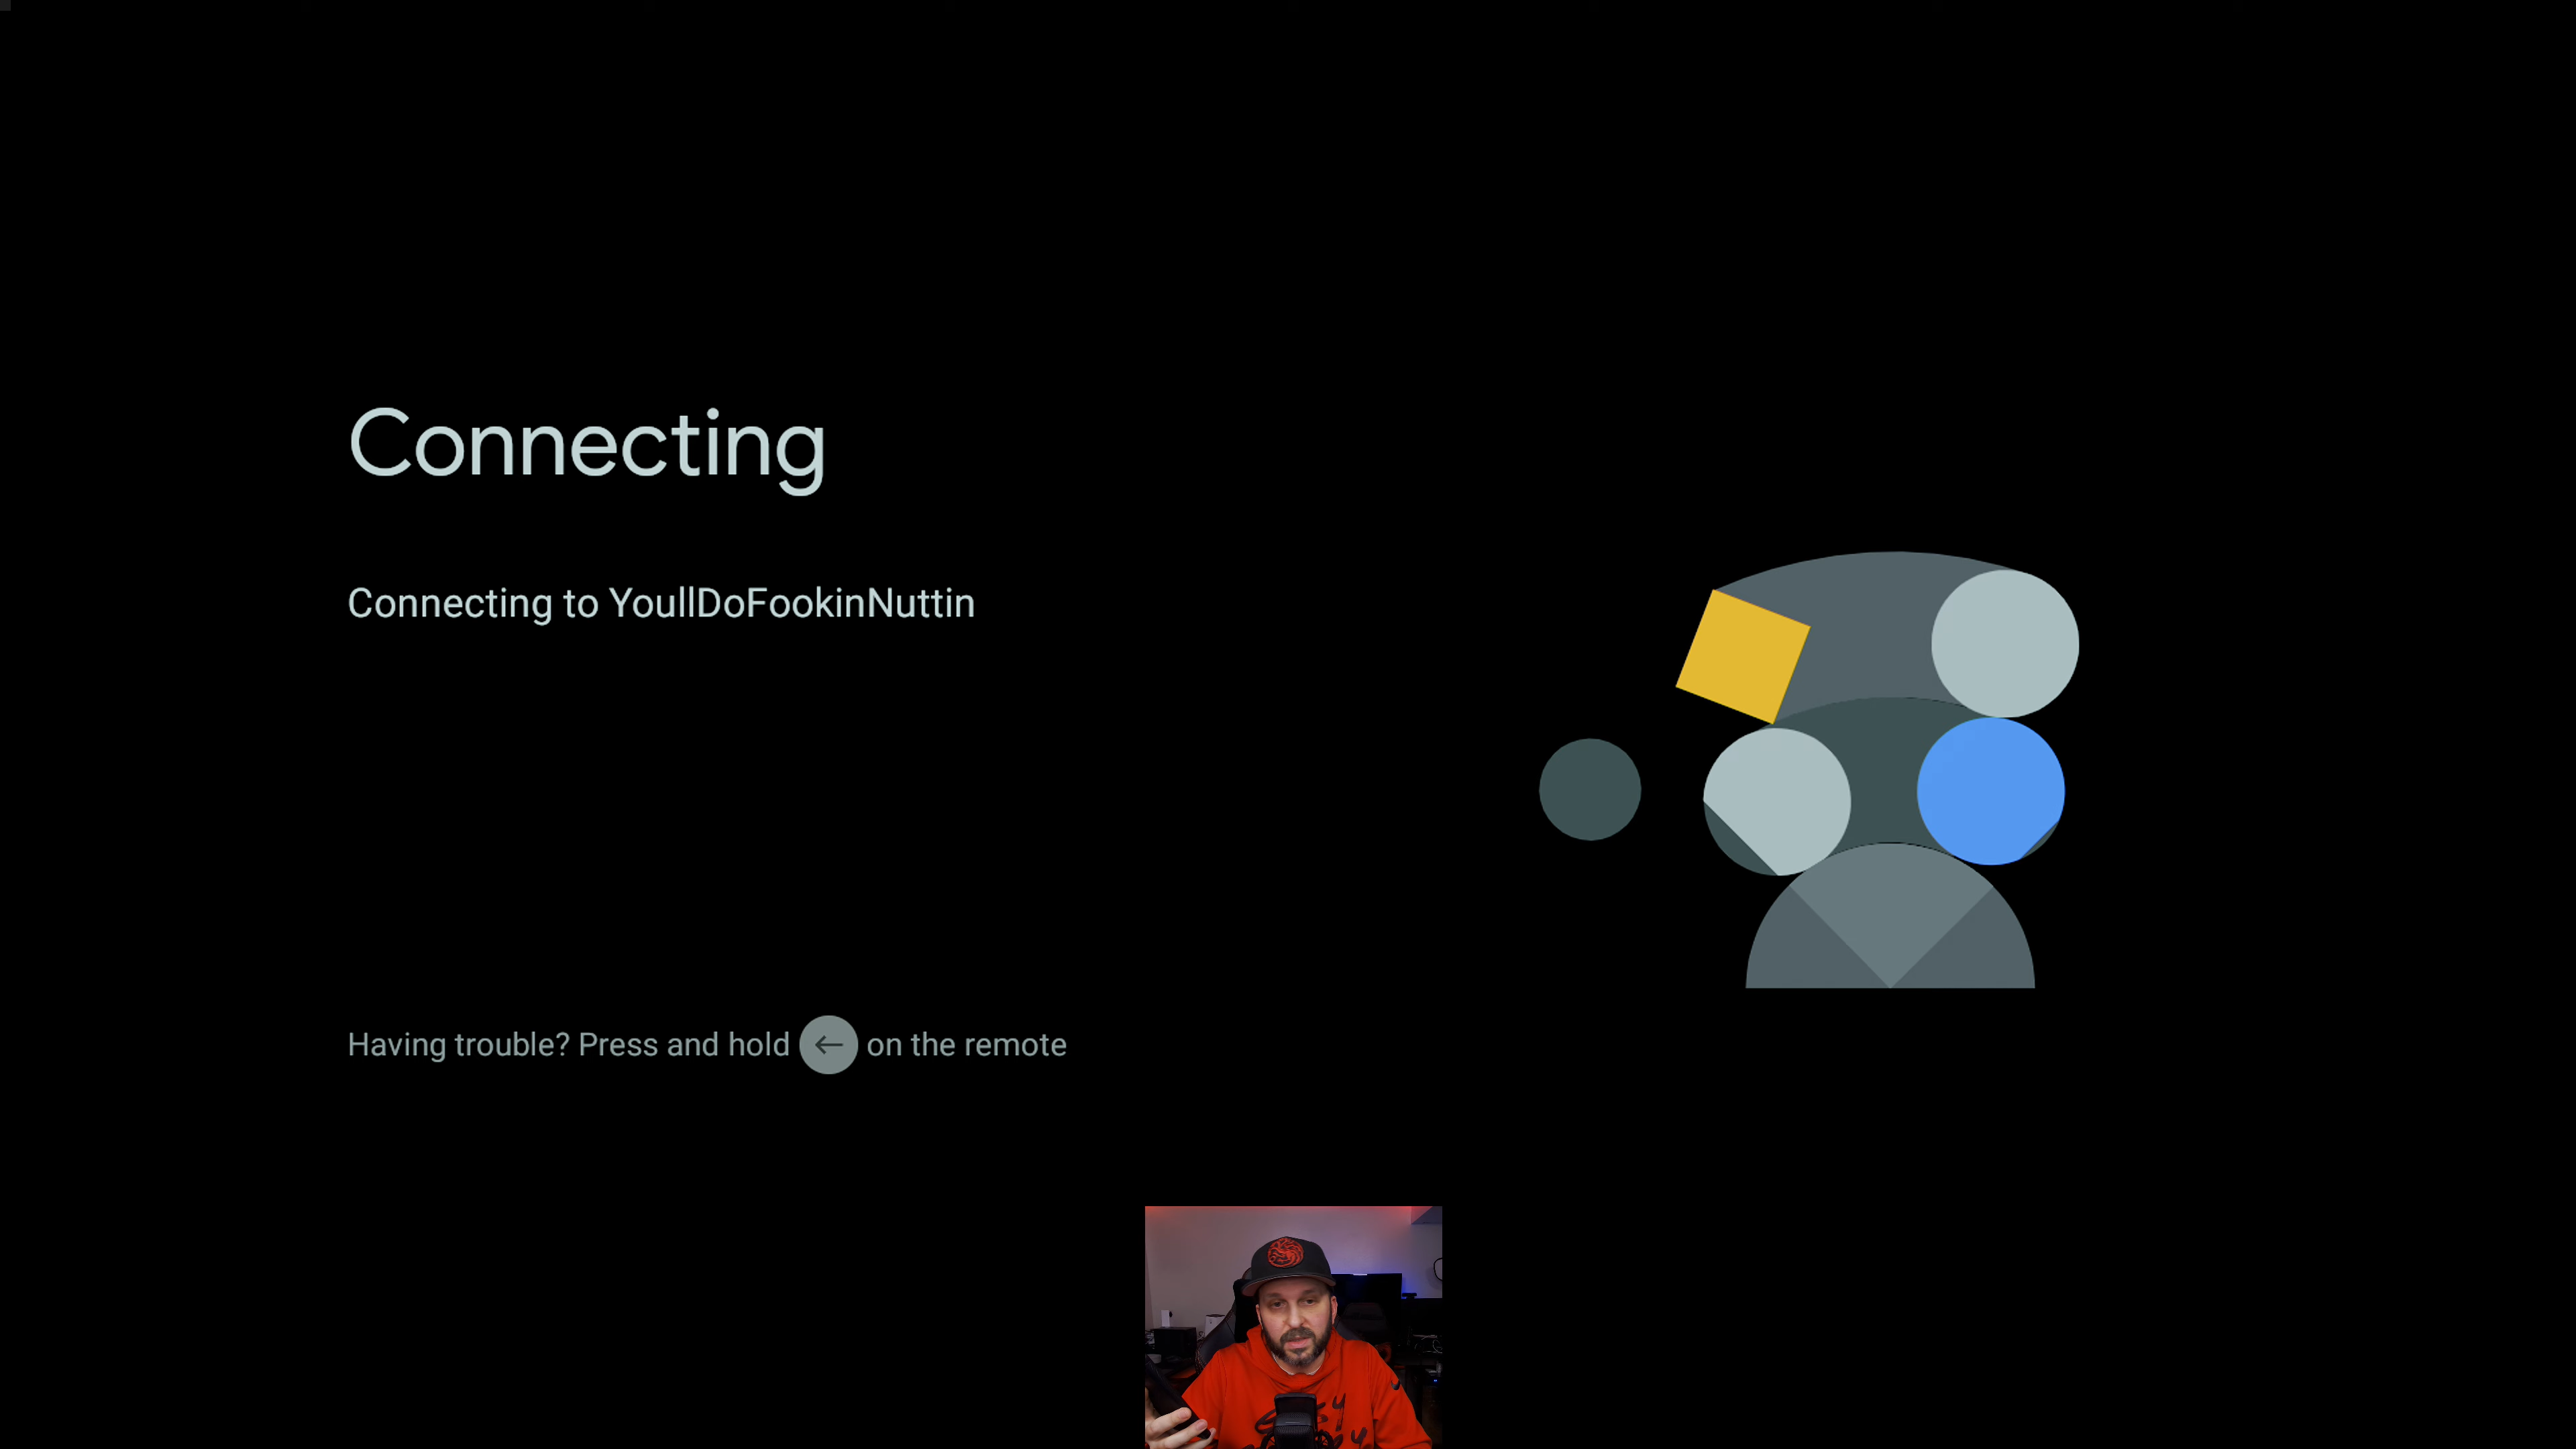 Connecting
Connecting to YoullDoFookinNuttin
Having trouble? Press and hold on the remote